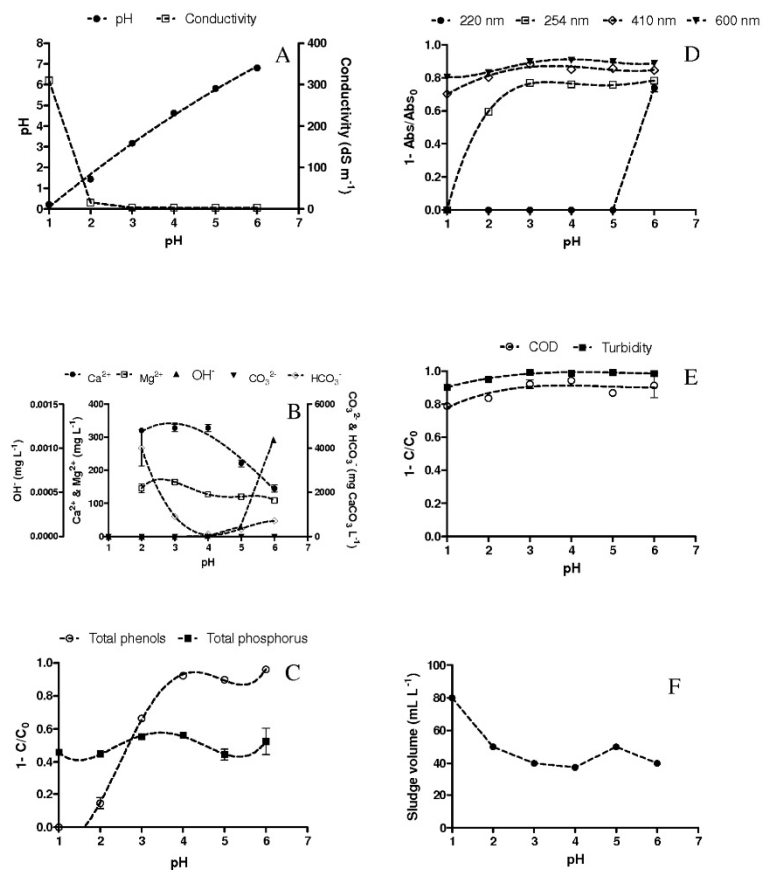 pH Conductivity
A
pH
Conductivity (dS m⁻¹)
8
7
6
5
4
3
2
1
0
400
300
200
100
0
1 2 3 4 5 6 7
pH
220 nm 254 nm 410 nm 600 nm
D
1- Abs/Abs₀
1.0
0.8
0.6
0.4
0.2
0.0
1 2 3 4 5 6 7
pH
Ca²⁺ Mg²⁺ OH⁻ CO₃²⁻ HCO₃⁻
B
OH⁻ (mg L⁻¹)
0.0015
0.0010
0.0005
0.0000
Ca²⁺ & Mg²⁺ (mg L⁻¹)
400
300
200
100
0
CO₃²⁻ & HCO₃⁻ (mg CaCO₃ L⁻¹)
6000
4000
2000
0
1 2 3 4 5 6 7
pH
COD Turbidity
E
1- C/C₀
1.0
0.8
0.6
0.4
0.2
0.0
1 2 3 4 5 6 7
pH
Total phenols Total phosphorus
C
1- C/C₀
1.0
0.8
0.6
0.4
0.2
0.0
1 2 3 4 5 6 7
pH
F
Sludge volume (mL L⁻¹)
100
80
60
40
20
0
1 2 3 4 5 6 7
pH